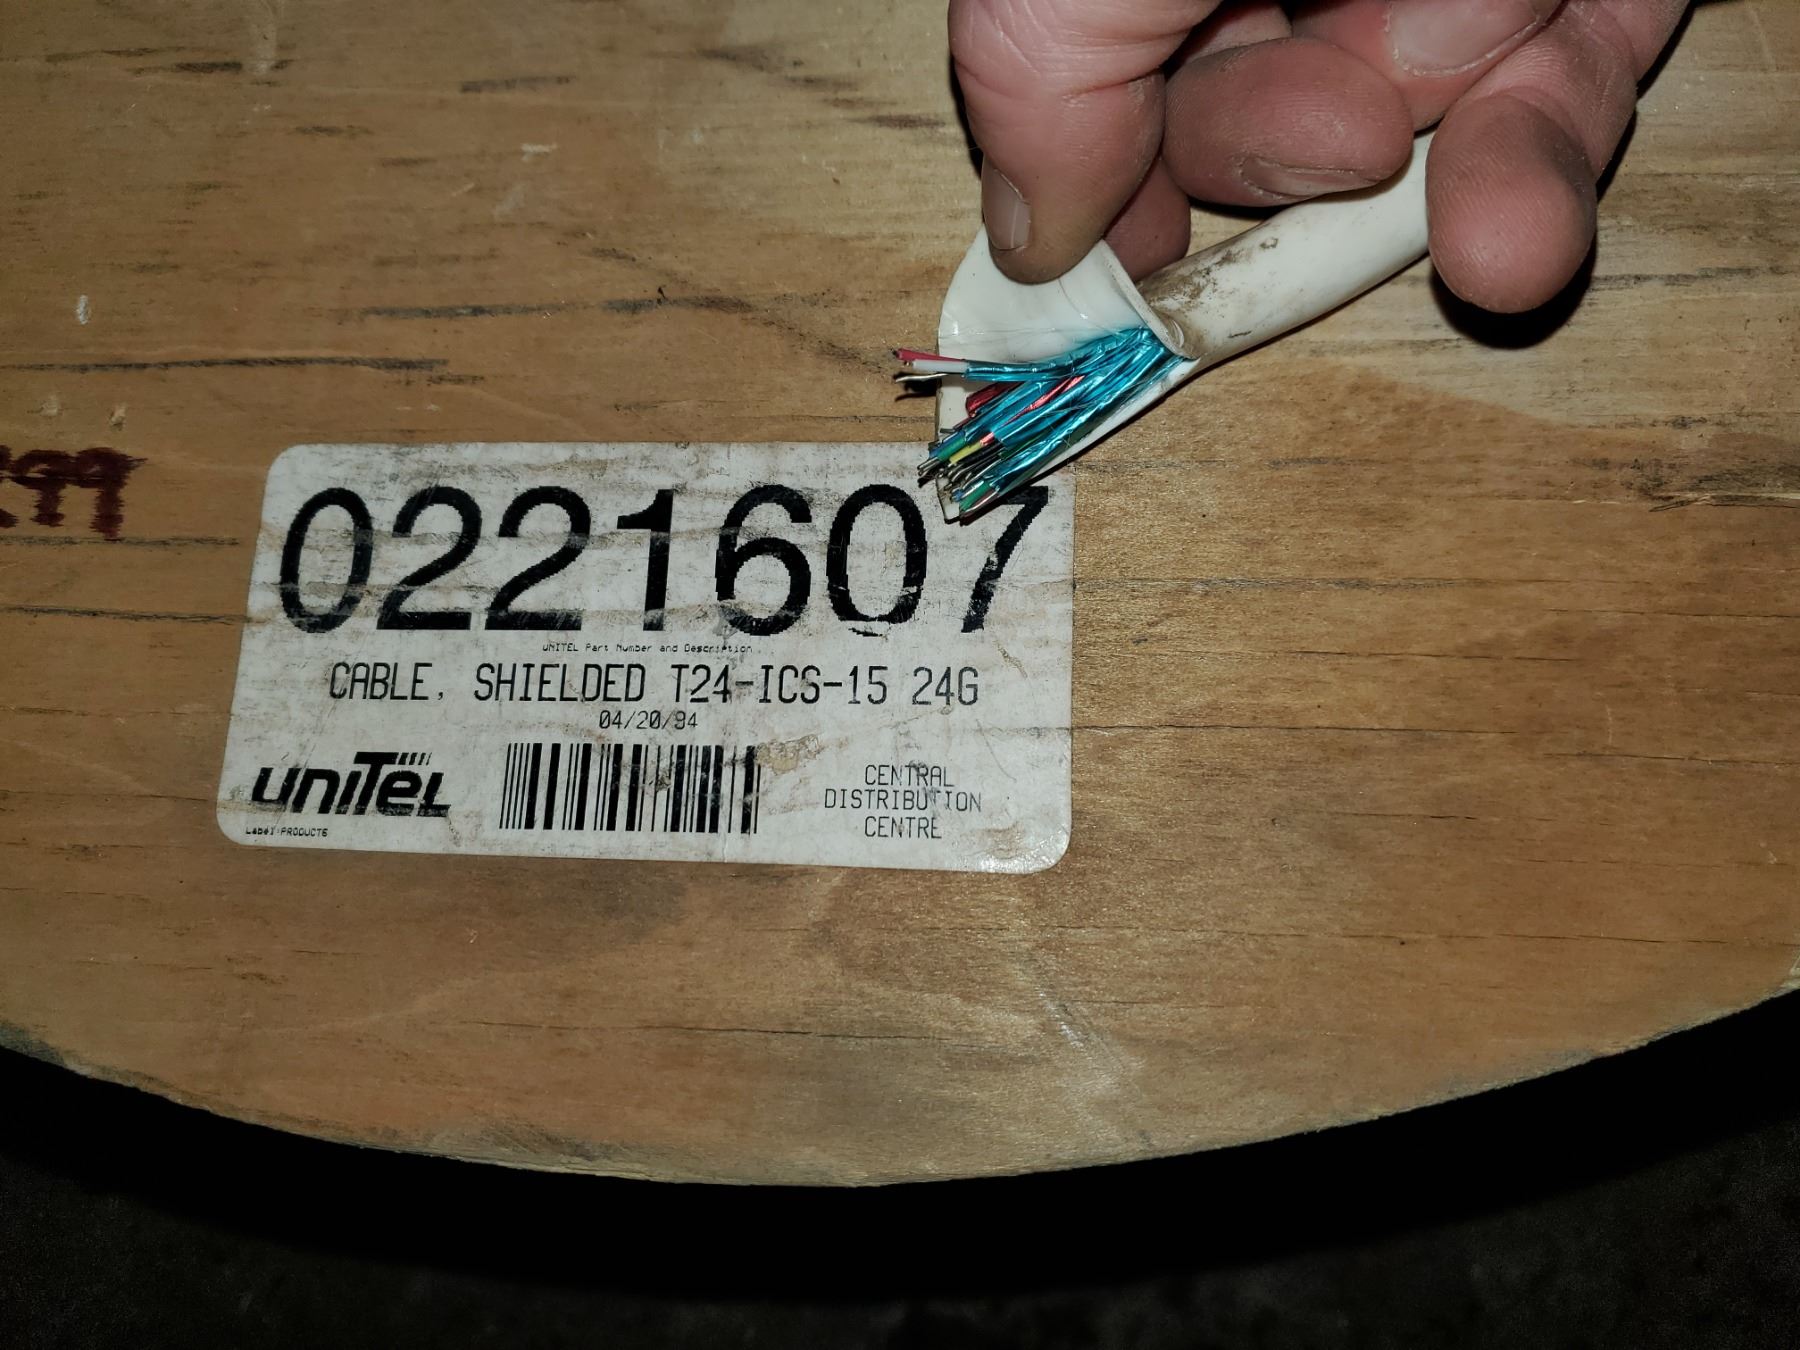 0221607
UNITEL Part Number and Description
CABLE, SHIELDED T24-ICS-15 24G
04/20/94
uniTel
CENTRAL
DISTRIBUTION
CENTRE
Label:PRODUCT6